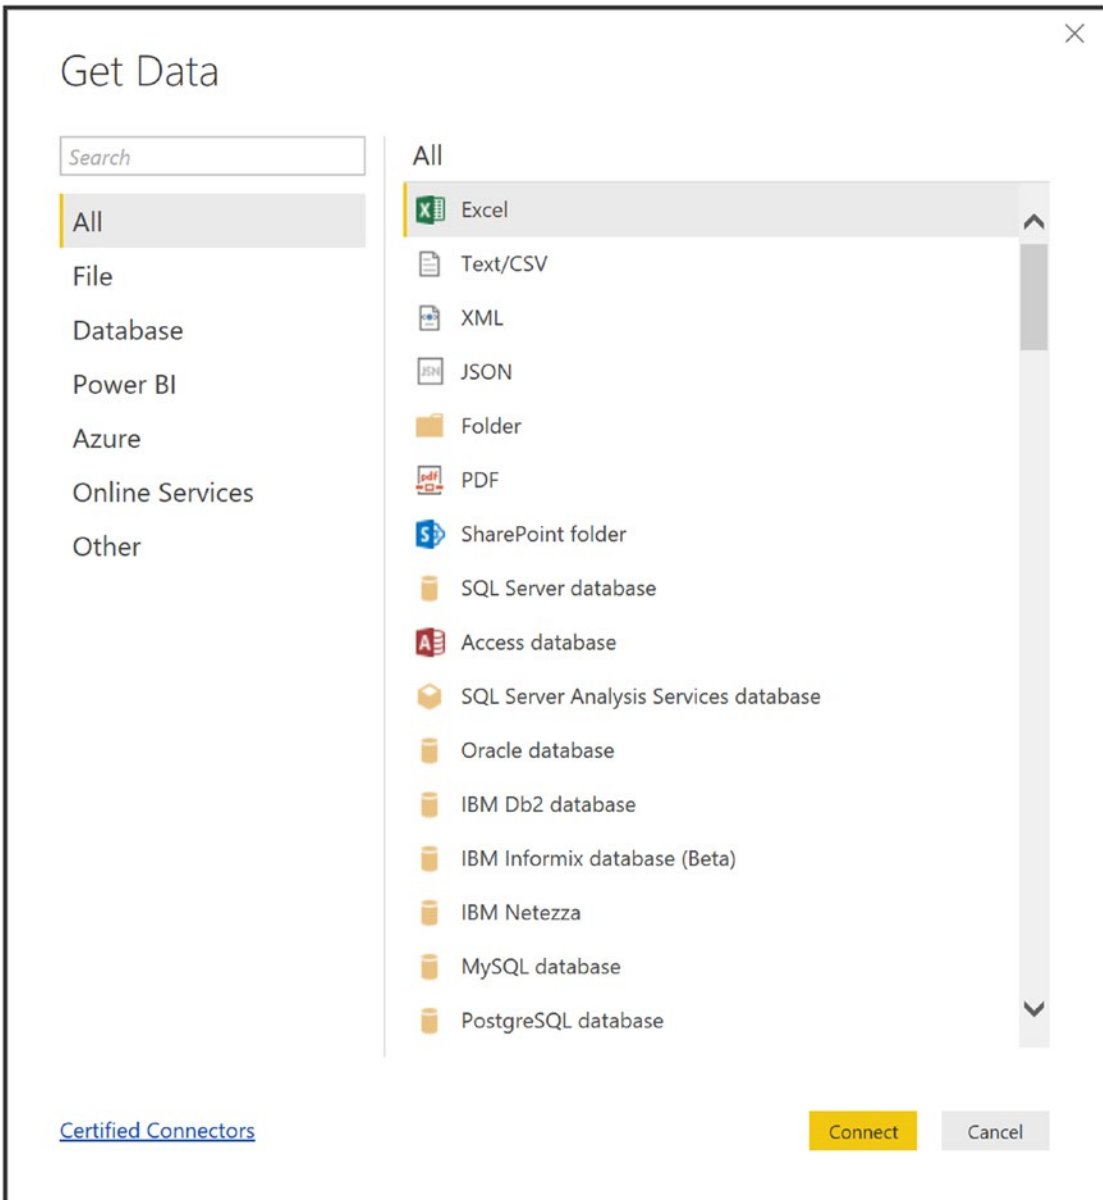 Get Data
Search
All
File
Database
Power BI
Azure
Online Services
Other
All
Excel
Text/CSV
XML
JSN
JSON
Folder
pdf
PDF
S
SharePoint folder
SQL Server database
A
Access database
SQL Server Analysis Services database
Oracle database
IBM Db2 database
IBM Informix database (Beta)
IBM Netezza
MySQL database
PostgreSQL database
Certified Connectors
Connect
Cancel